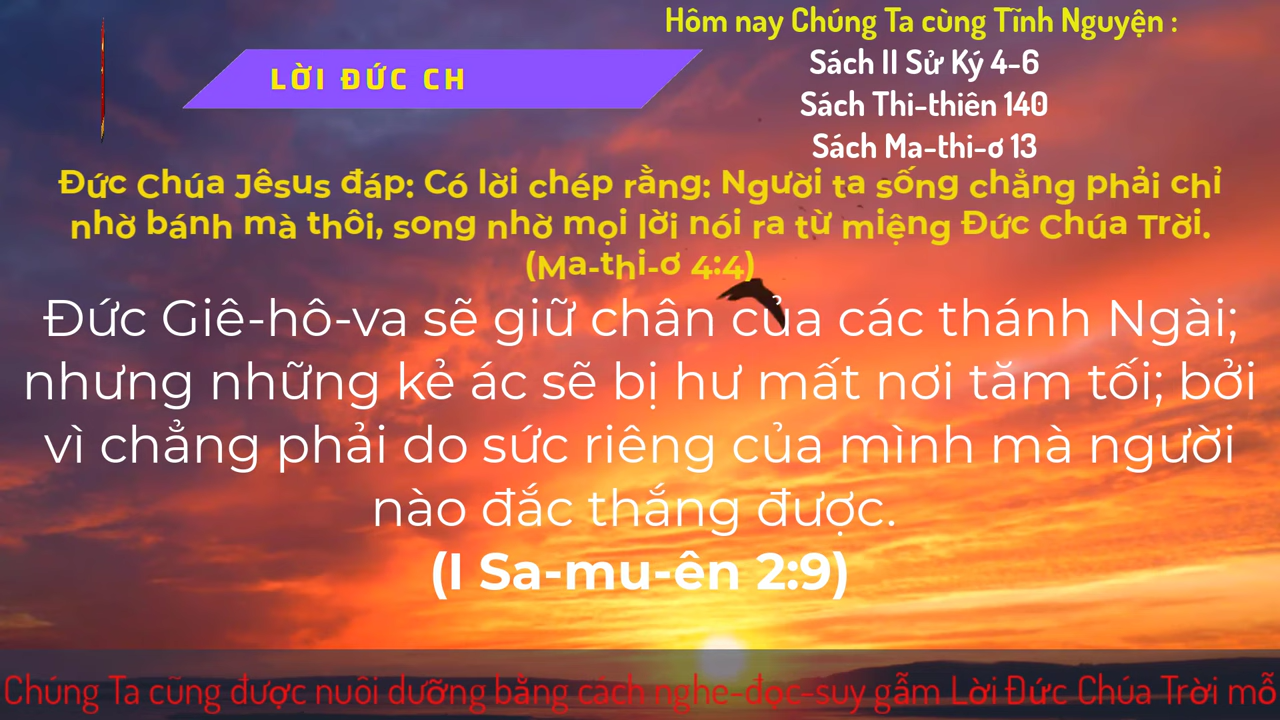 Hôm nay Chúng Ta cùng Tĩnh Nguyện :
LỜI ĐỨC CH
Sách II Sử Ký 4-6
Sách Thi-thiên 140
Sách Ma-thi-ơ 13
Đức Chúa Jêsus đáp: Có lời chép rằng: Người ta sống chẳng phải chỉ
nhờ bánh mà thôi, song nhờ mọi lời nói ra từ miệng Đức Chúa Trời.
(Ma-thi-ơ 4:4)
Đức Giê-hô-va sẽ giữ chân của các thánh Ngài;
nhưng những kẻ ác sẽ bị hư mất nơi tăm tối; bởi
vì chẳng phải do sức riêng của mình mà người
nào đắc thắng được.
(I Sa-mu-ên 2:9)
Chúng Ta cũng được nuôi dưỡng bằng cách nghe-đọc-suy gẫm Lời Đức Chúa Trời mỗ